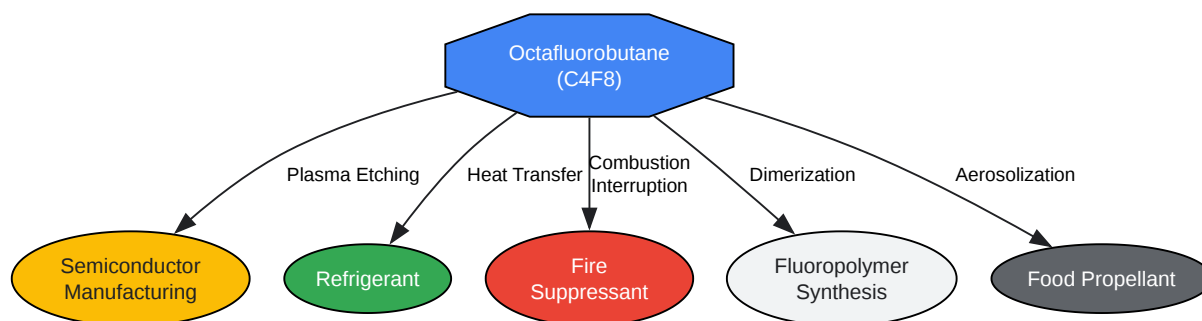 Octafluorobutane
(C4F8)
Plasma Etching
Heat Transfer
Combustion
Interruption
Dimerization
Aerosolization
Semiconductor
Manufacturing
Refrigerant
Fire
Suppressant
Fluoropolymer
Synthesis
Food Propellant